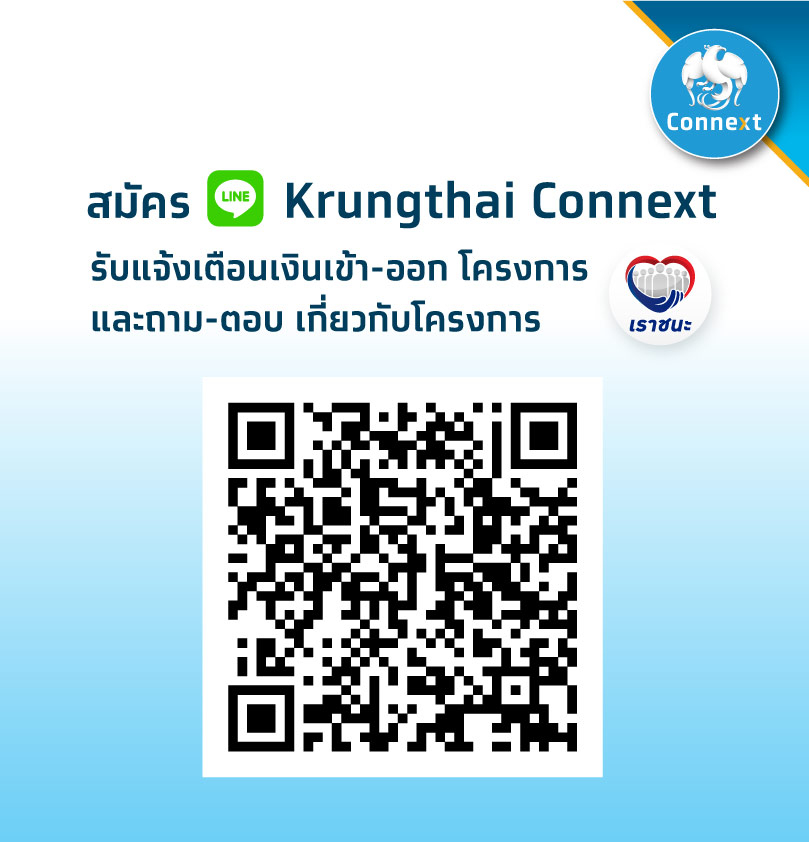 Connext
สมัคร LINE Krungthai Connext
รับแจ้งเตือนเงินเข้า-ออก โครงการ
และถาม-ตอบ เกี่ยวกับโครงการ
เราชนะ